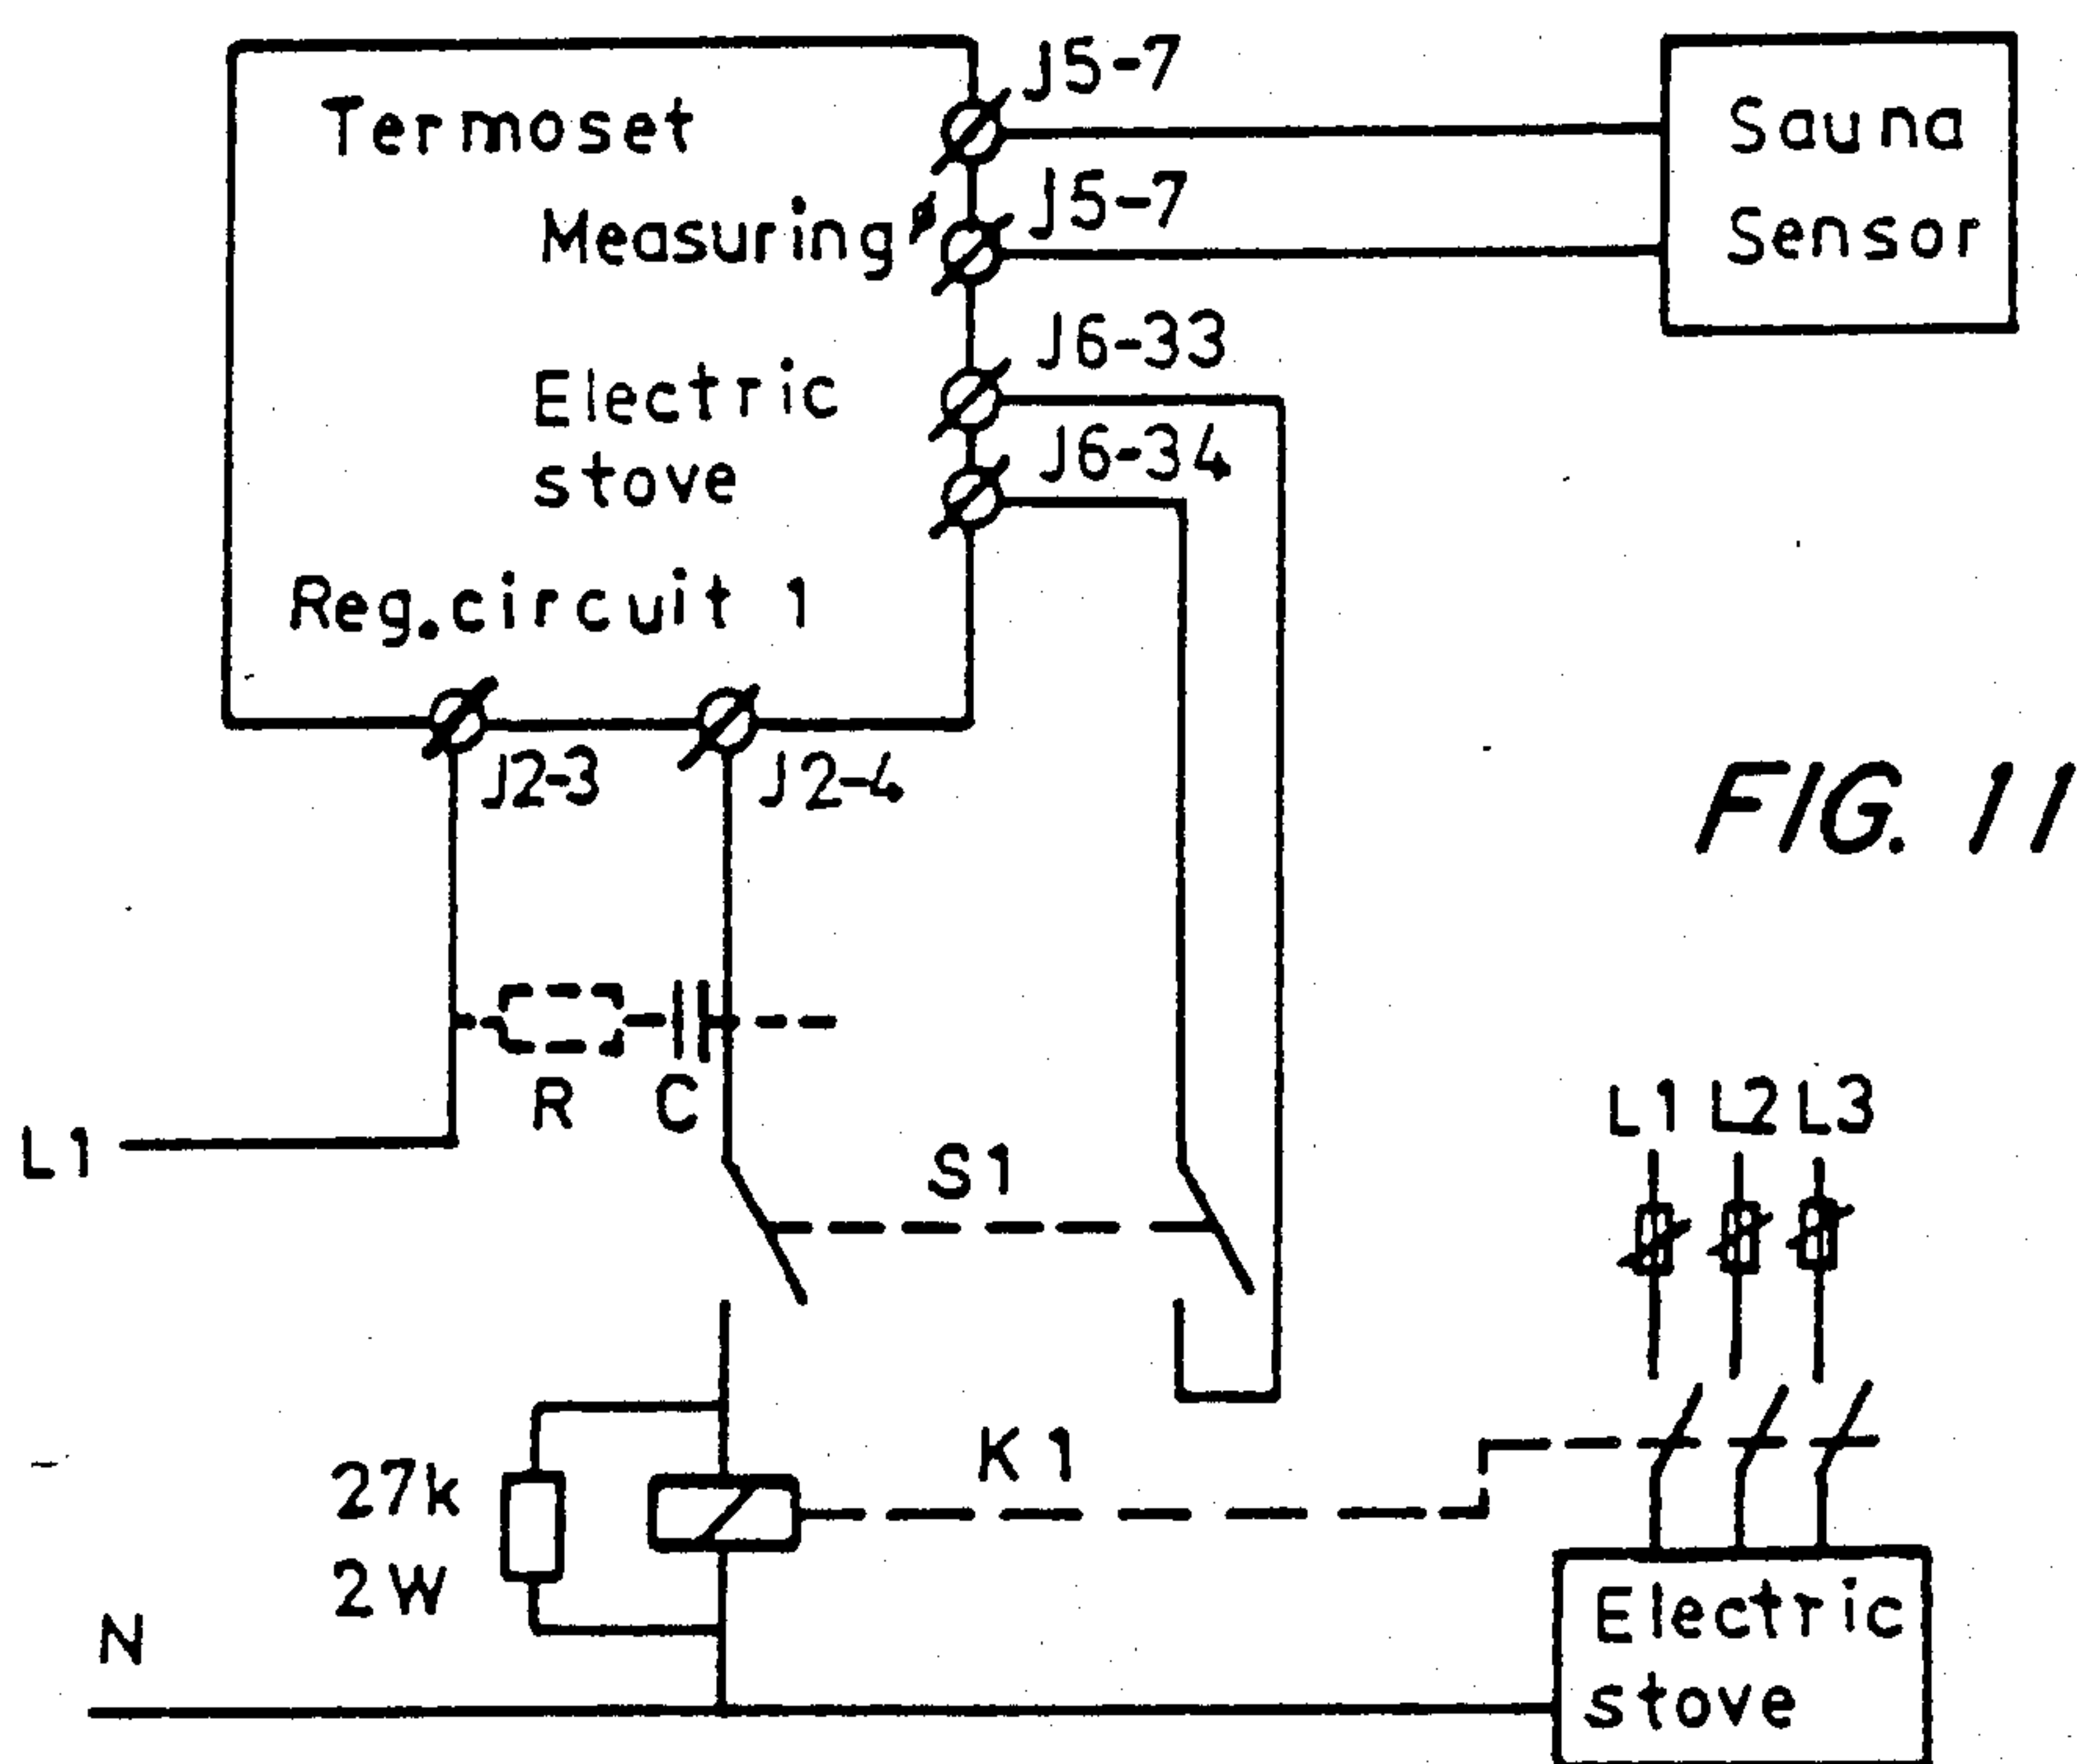 Termoset
J5-7
Sauna
Sensor
Measuring
J5-7
J6-33
Electric
stove
J6-34
Reg.circuit 1
J2-3
J2-4
FIG. 11
R
C
L1
S1
L1 L2 L3
K1
27k
2W
N
Electric
stove